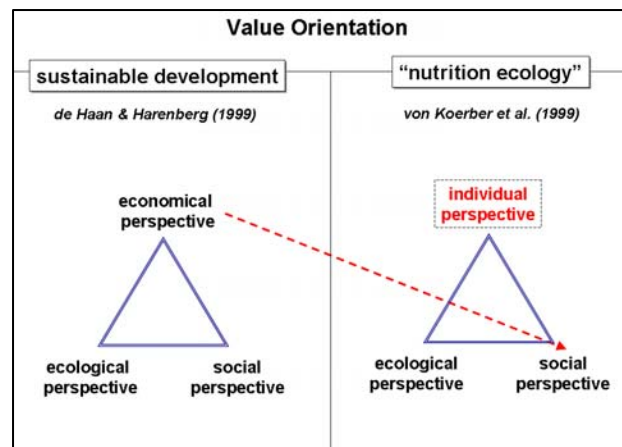 Value Orientation
sustainable development
de Haan & Harenberg (1999)
economical
perspective
ecological
perspective
social
perspective
“nutrition ecology”
von Koerber et al. (1999)
individual
perspective
ecological
perspective
social
perspective